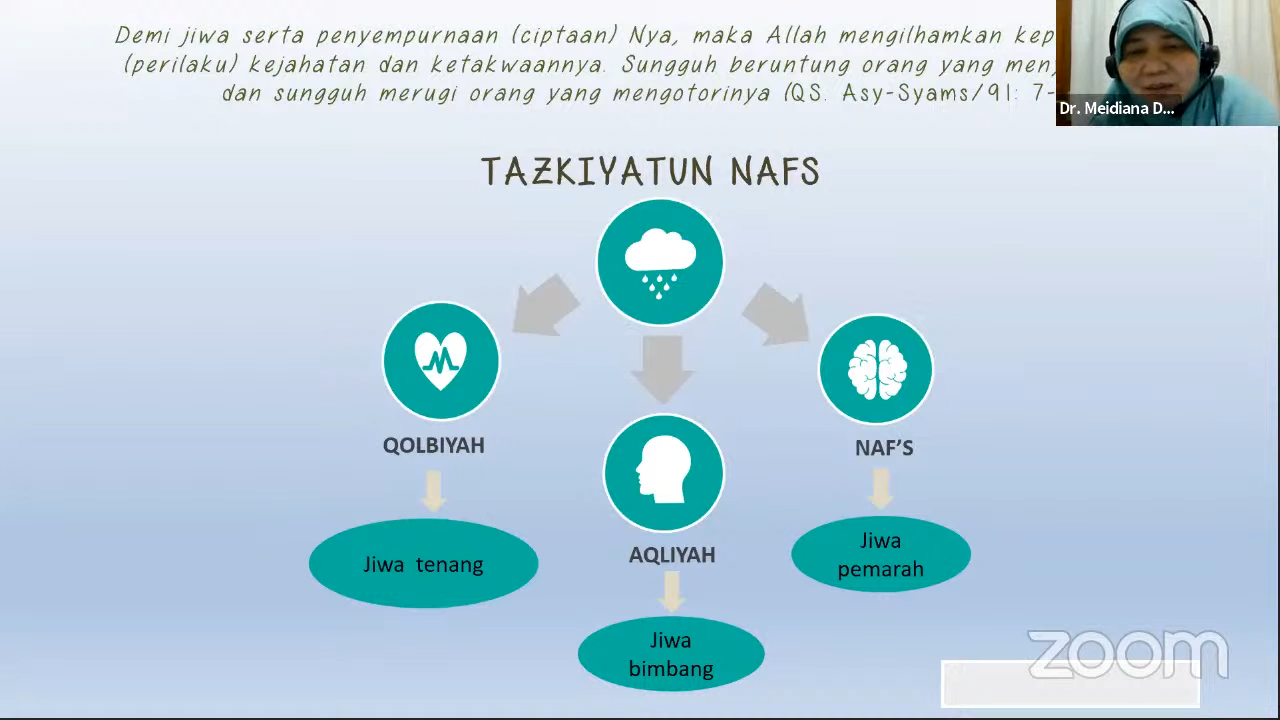 Demi jiwa serta penyempurnaan (ciptaan) Nya, maka Allah mengilhamkan
(perilaku) kejahatan dan ketakwaannya. Sungguh beruntung orang yang
dan sungguh merugi orang yang mengotorinya (QS. Asy-Syams/91: 7-
Dr. Meidiana D...
TAZKIYATUN NAFS
QOLBIYAH
NAF'S
AQLIYAH
Jiwa tenang
Jiwa
pemarah
Jiwa
bimbang
zoom